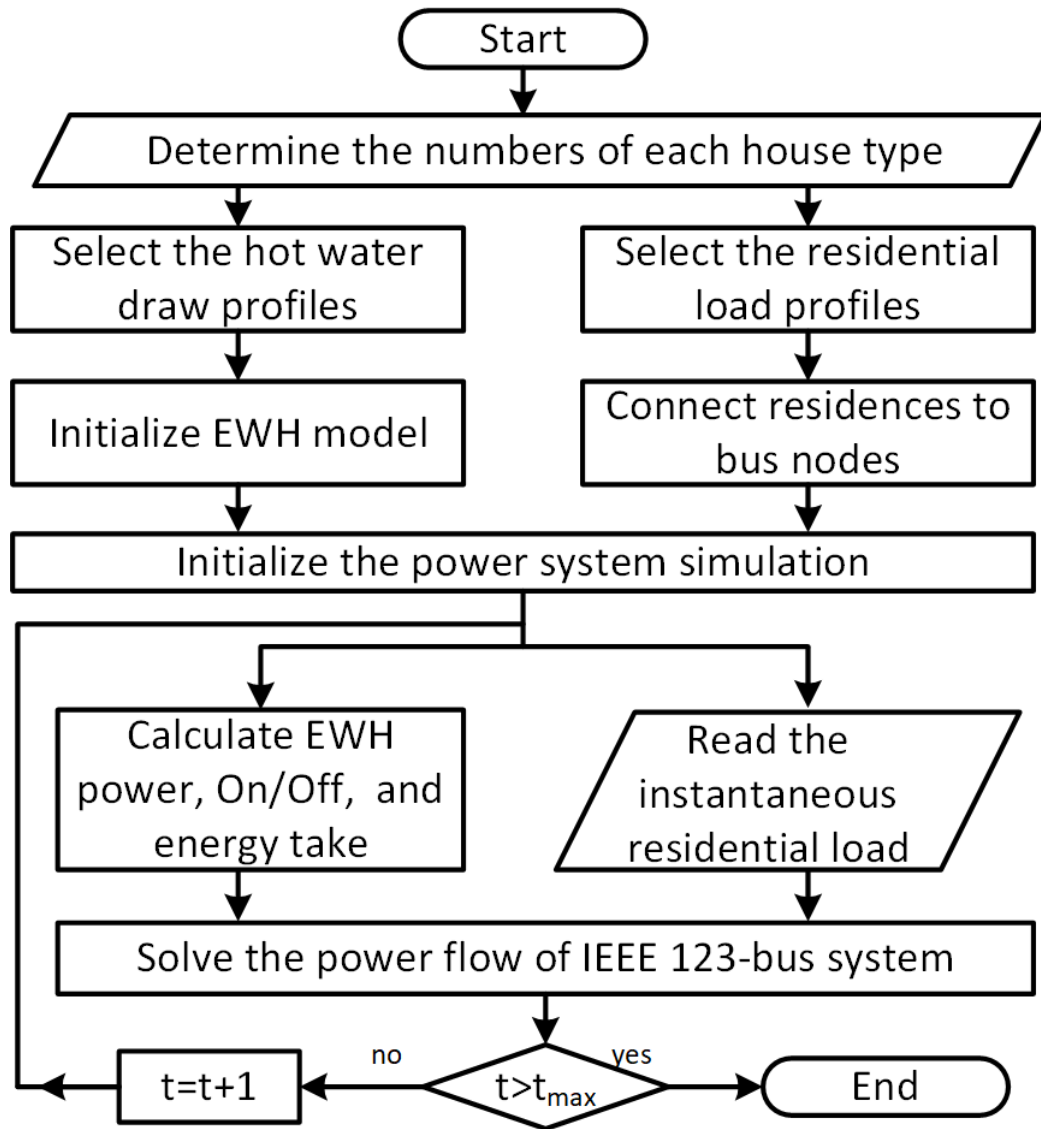 Start
Determine the numbers of each house type
Select the hot water
draw profiles
Select the residential
load profiles
Initialize EWH model
Connect residences to
bus nodes
Initialize the power system simulation
Calculate EWH
power, On/Off, and
energy take
Read the
instantaneous
residential load
Solve the power flow of IEEE 123-bus system
no
yes
t=t+1
t>tmax
End